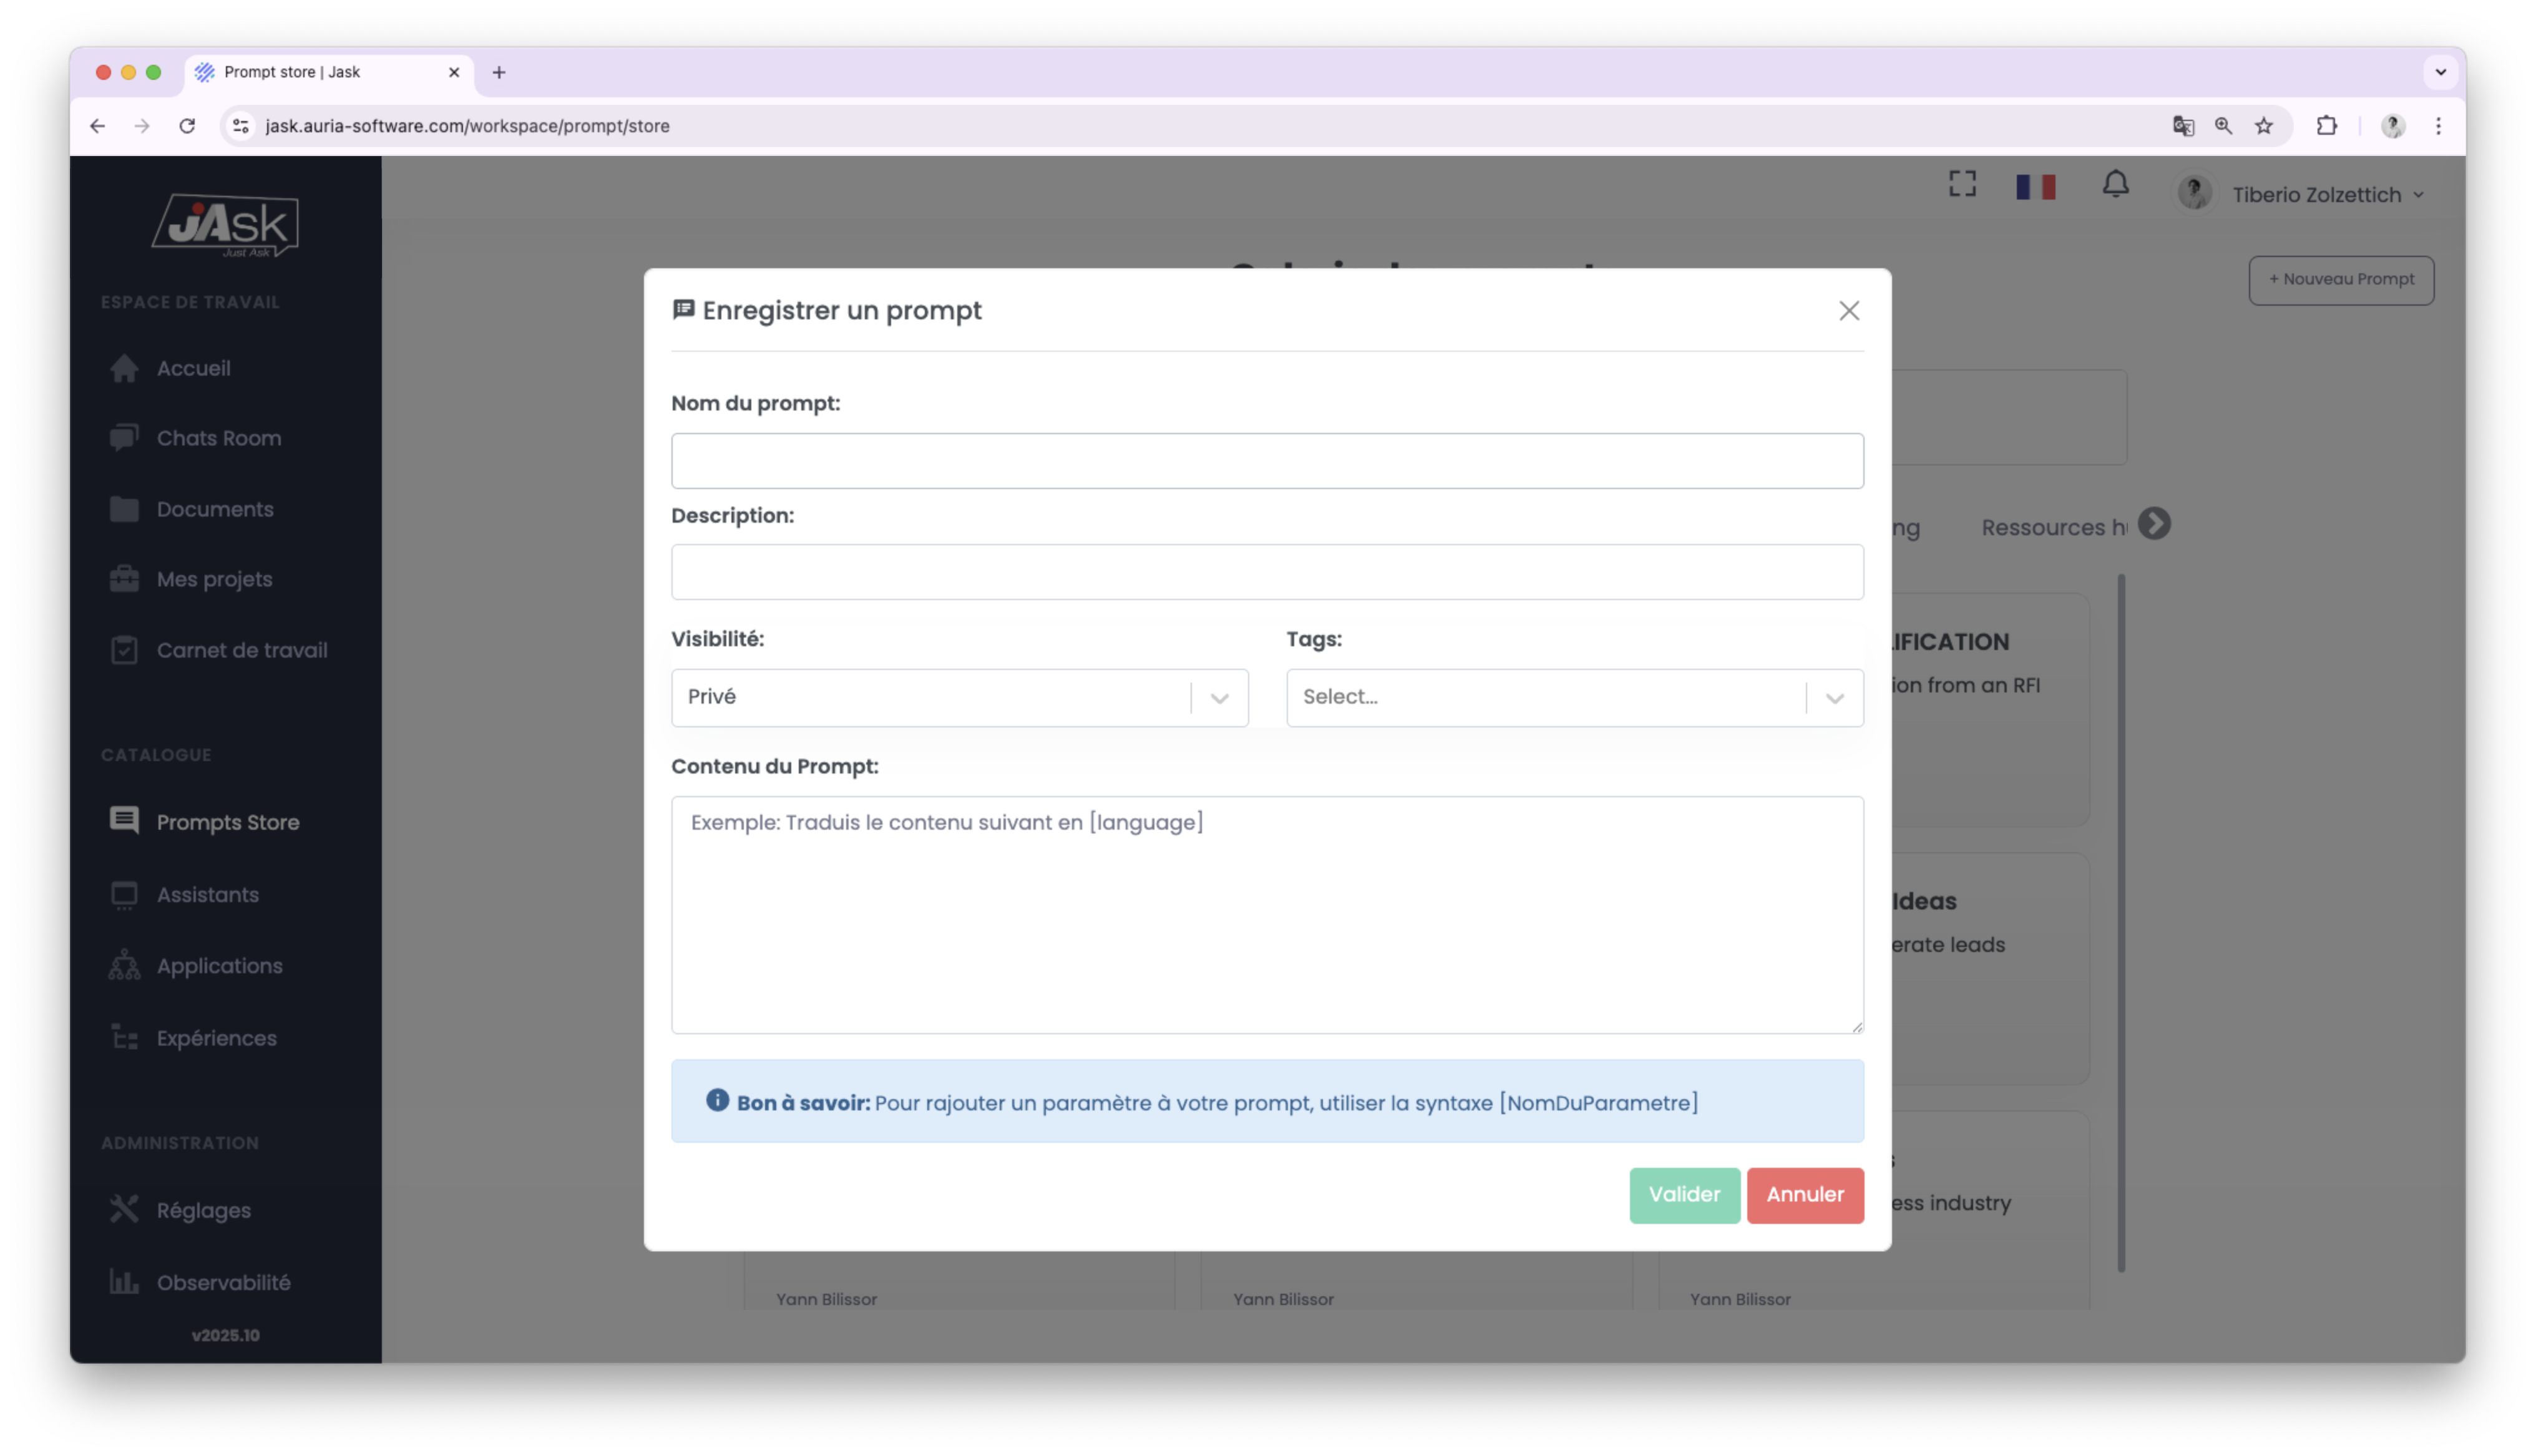 Prompt store | Jask
jask.auria-software.com/workspace/prompt/store
jAsk
Just Ask
Tiberio Zolzettich
ESPACE DE TRAVAIL
Accueil
Chats Room
Documents
Mes projets
Carnet de travail
CATALOGUE
Prompts Store
Assistants
Applications
Expériences
ADMINISTRATION
Réglages
Observabilité
v2025.10
+ Nouveau Prompt
Enregistrer un prompt
Nom du prompt:
Description:
Visibilité:
Tags:
Privé
Select...
Contenu du Prompt:
Exemple: Traduis le contenu suivant en [language]
Bon à savoir: Pour rajouter un paramètre à votre prompt, utiliser la syntaxe [NomDuParametre]
Valider
Annuler
ng
Ressources h
IFICATION
ion from an RFI
Ideas
erate leads
s
ess industry
Yann Bilissor
Yann Bilissor
Yann Bilissor